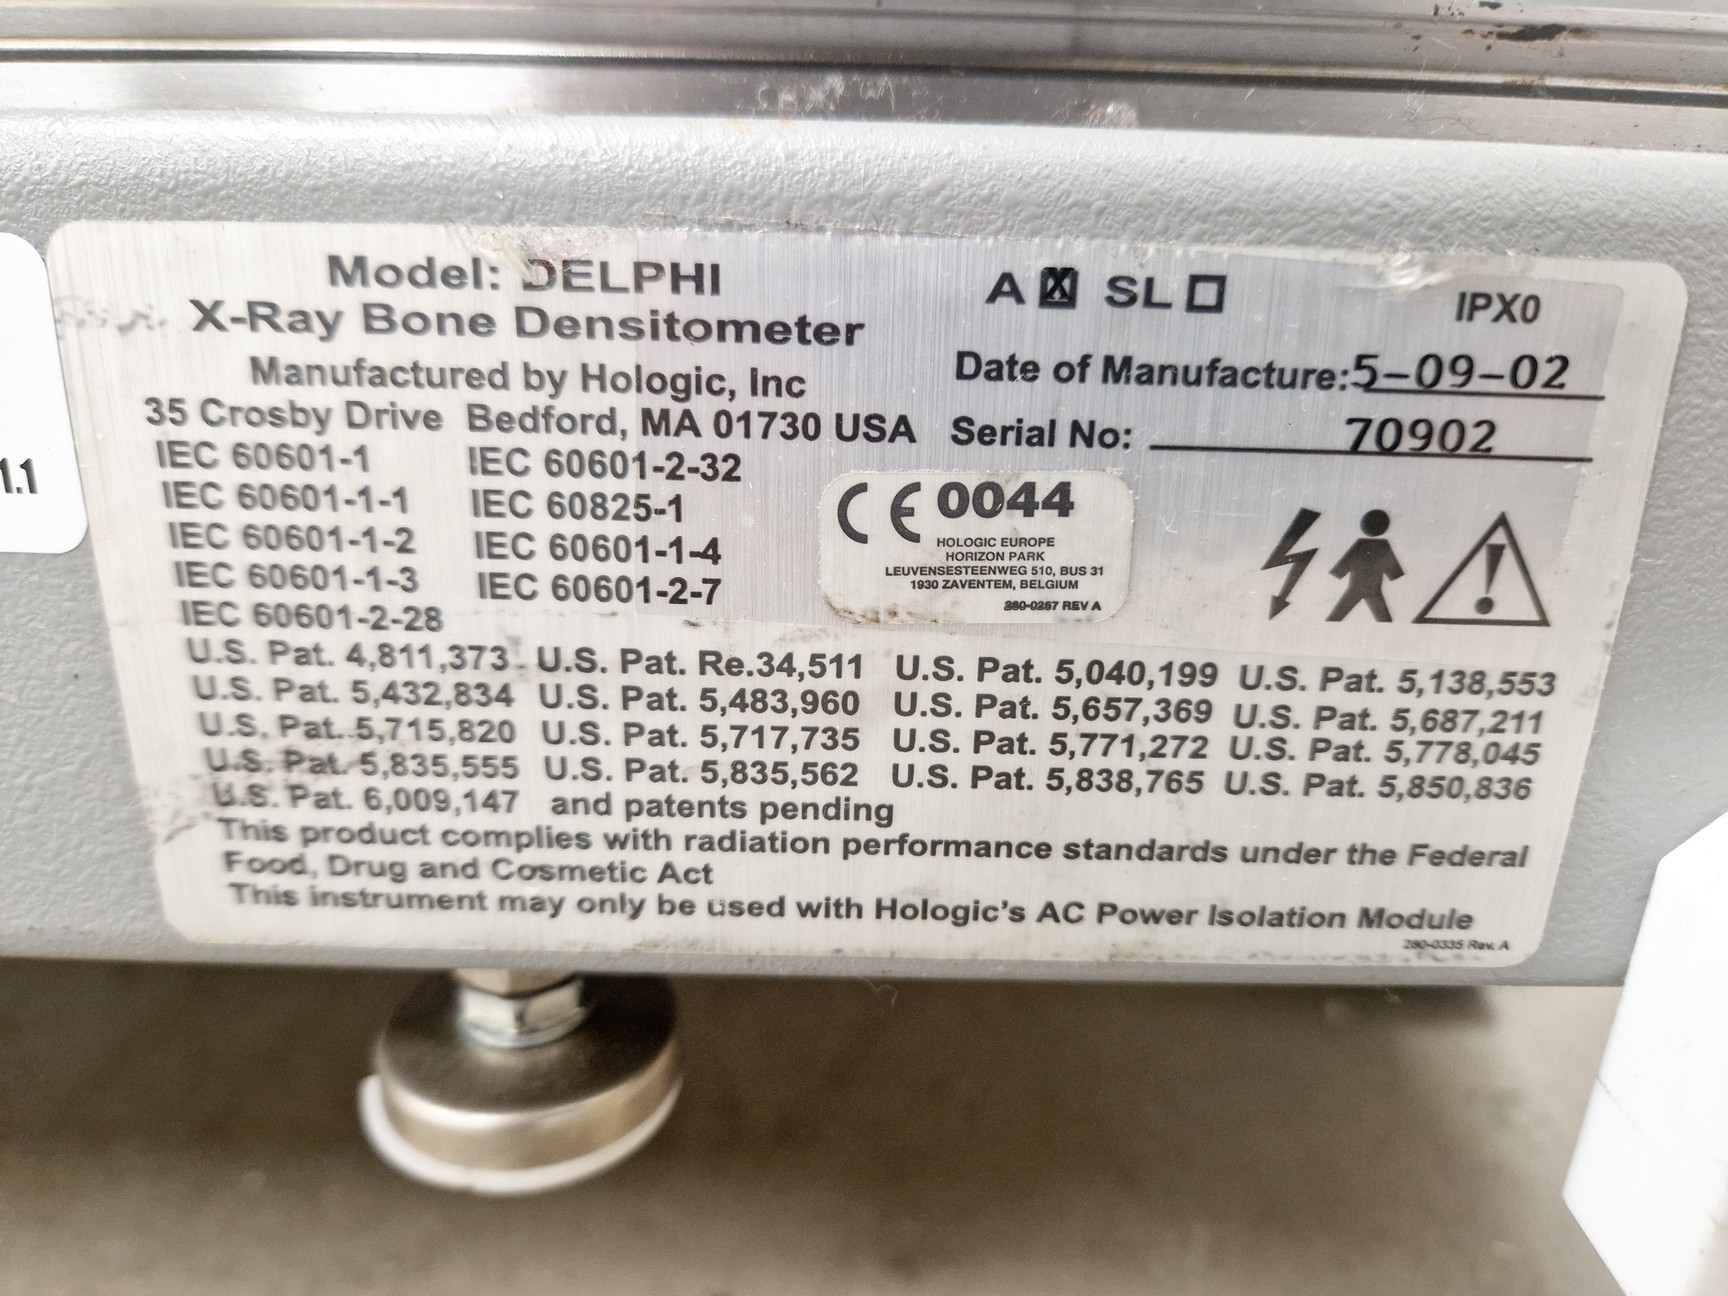 Model: DELPHI
X-Ray Bone Densitometer
Manufactured by Hologic, Inc
35 Crosby Drive Bedford, MA 01730 USA
A X SL
IPX0
Date of Manufacture: 5-09-02
Serial No: 70902
IEC 60601-1 IEC 60601-2-32
IEC 60601-1-1 IEC 60825-1
IEC 60601-1-2 IEC 60601-1-4
IEC 60601-1-3 IEC 60601-2-7
IEC 60601-2-28
CE 0044
HOLOGIC EUROPE
HORIZON PARK
LEUVENSESTEENWEG 510, BUS 31
1930 ZAVENTEM, BELGIUM
280-0267 REV A
U.S. Pat. 4,811,373 U.S. Pat. Re.34,511 U.S. Pat. 5,040,199 U.S. Pat. 5,138,553
U.S. Pat. 5,432,834 U.S. Pat. 5,483,960 U.S. Pat. 5,657,369 U.S. Pat. 5,687,211
U.S. Pat. 5,715,820 U.S. Pat. 5,717,735 U.S. Pat. 5,771,272 U.S. Pat. 5,778,045
U.S. Pat. 5,835,555 U.S. Pat. 5,835,562 U.S. Pat. 5,838,765 U.S. Pat. 5,850,836
U.S. Pat. 6,009,147 and patents pending
This product complies with radiation performance standards under the Federal
Food, Drug and Cosmetic Act
This instrument may only be used with Hologic's AC Power Isolation Module
280-0335 Rev. A